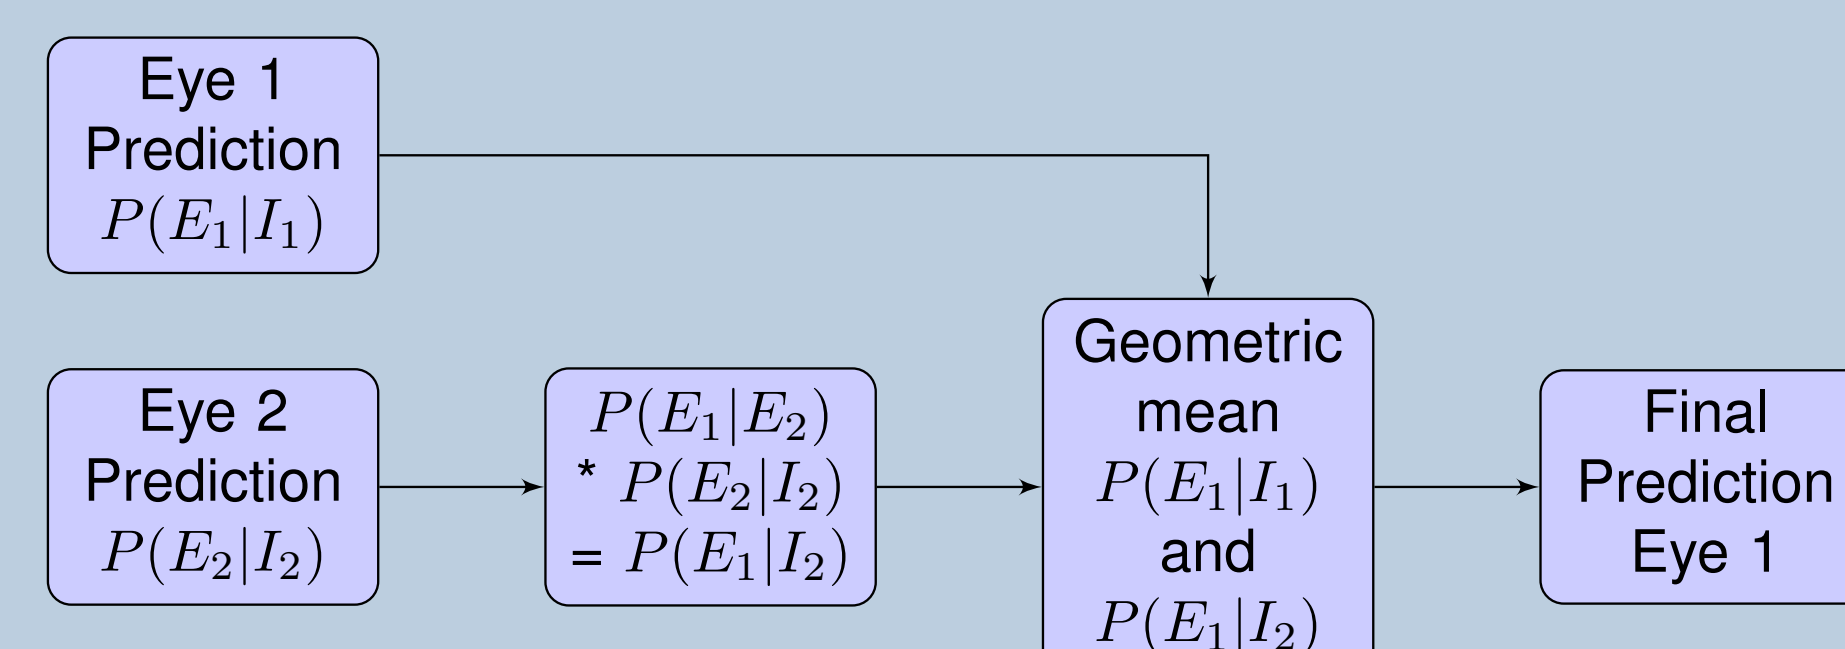 Eye 1
Prediction
P(E₁|I₁)
Eye 2
Prediction
P(E₂|I₂)
P(E₁|E₂)
* P(E₂|I₂)
= P(E₁|I₂)
Geometric
mean
P(E₁|I₁)
and
P(E₁|I₂)
Final
Prediction
Eye 1